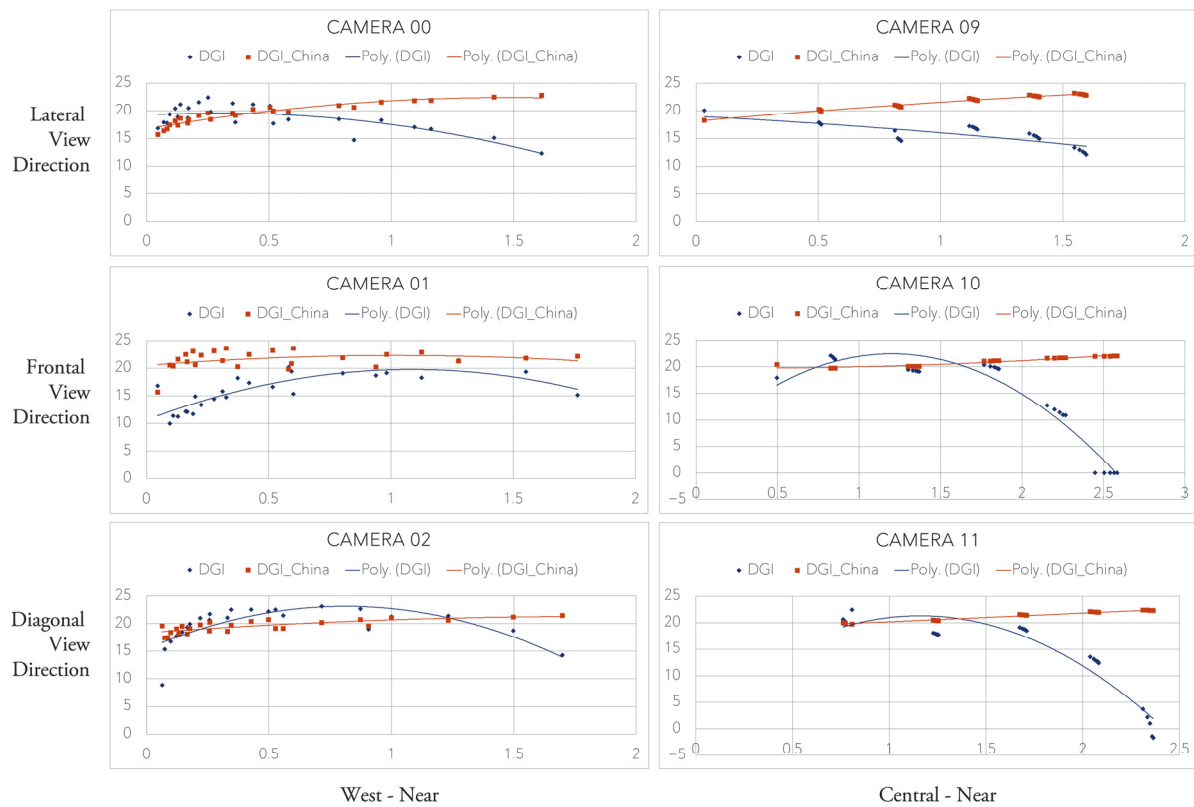 Lateral
View
Direction
CAMERA 00
DGI DGI_China Poly. (DGI) Poly. (DGI_China)
25
20
15
10
5
0
0 0.5 1 1.5 2
CAMERA 09
DGI DGI_China Poly. (DGI) Poly. (DGI_China)
25
20
15
10
5
0
0 0.5 1 1.5 2
Frontal
View
Direction
CAMERA 01
DGI DGI_China Poly. (DGI) Poly. (DGI_China)
25
20
15
10
5
0
0 0.5 1 1.5 2
CAMERA 10
DGI DGI_China Poly. (DGI) Poly. (DGI_China)
25
20
15
10
5
0
−5 0 0.5 1 1.5 2 2.5 3
Diagonal
View
Direction
CAMERA 02
DGI DGI_China Poly. (DGI) Poly. (DGI_China)
25
20
15
10
5
0
0 0.5 1 1.5 2
CAMERA 11
DGI DGI_China Poly. (DGI) Poly. (DGI_China)
25
20
15
10
5
0
−5 0 0.5 1 1.5 2 2.5
West - Near
Central - Near